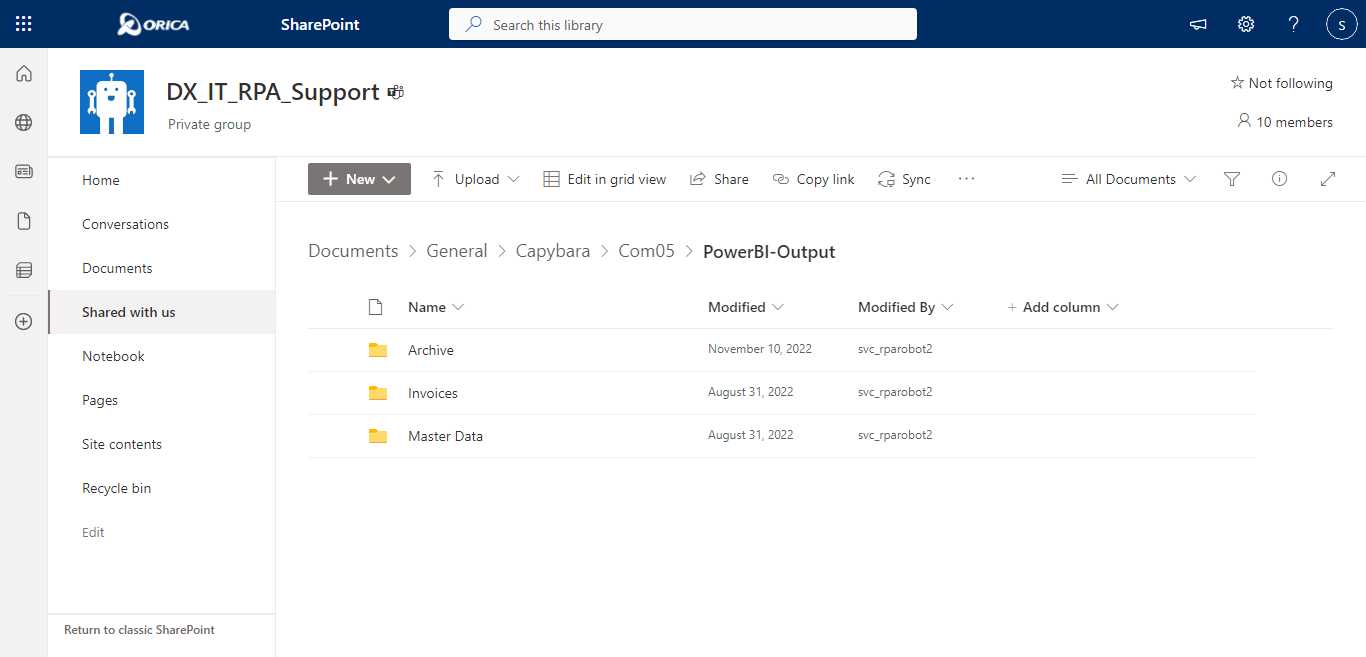 ORICA
SharePoint
Search this library
?
S
DX_IT_RPA_Support
Private group
Not following
10 members
Home
Conversations
Documents
Shared with us
Notebook
Pages
Site contents
Recycle bin
Edit
Return to classic SharePoint
+ New
Upload
Edit in grid view
Share
Copy link
Sync
...
All Documents
Documents > General > Capybara > Com05 > PowerBI-Output
Name Modified Modified By + Add column
Archive November 10, 2022 svc_rparobot2
Invoices August 31, 2022 svc_rparobot2
Master Data August 31, 2022 svc_rparobot2